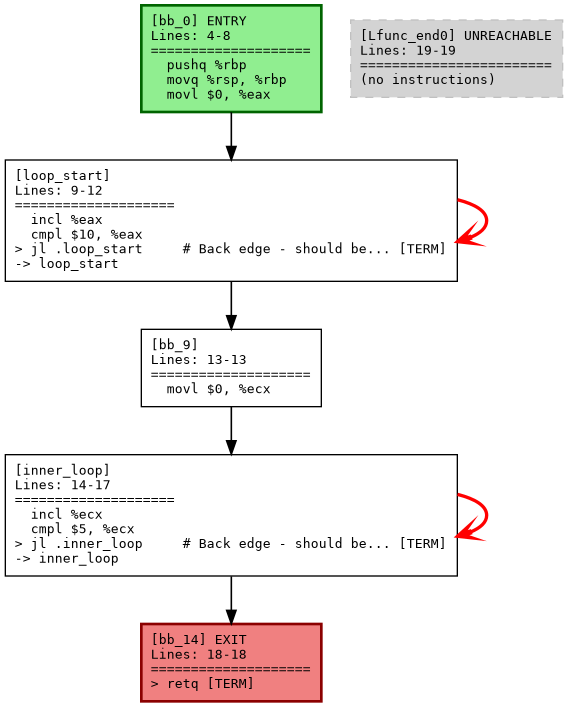 [bb_0] ENTRY
Lines: 4-8
====================
  pushq %rbp
  movq %rsp, %rbp
  movl $0, %eax
[Lfunc_end0] UNREACHABLE
Lines: 19-19
========================
(no instructions)
[loop_start]
Lines: 9-12
====================
  incl %eax
  cmpl $10, %eax
> jl .loop_start     # Back edge - should be... [TERM]
-> loop_start
[bb_9]
Lines: 13-13
====================
  movl $0, %ecx
[inner_loop]
Lines: 14-17
====================
  incl %ecx
  cmpl $5, %ecx
> jl .inner_loop     # Back edge - should be... [TERM]
-> inner_loop
[bb_14] EXIT
Lines: 18-18
====================
> retq [TERM]